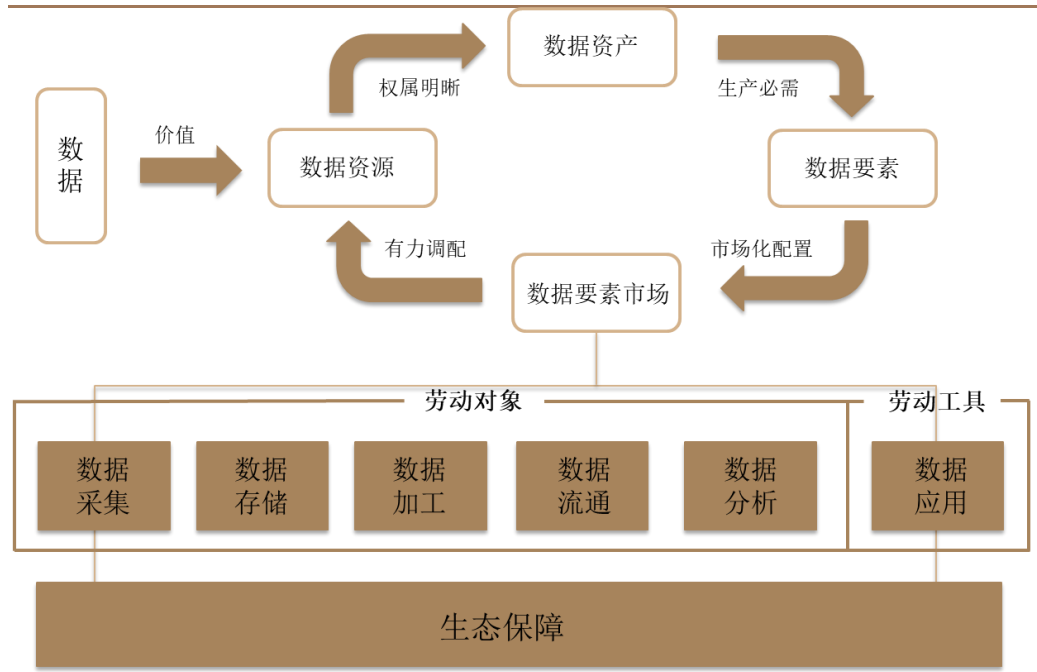 数据资产
权属明晰
生产必需
数
据
价值
数据资源
数据要素
有力调配
市场化配置
数据要素市场
劳动对象
劳动工具
数据
采集
数据
存储
数据
加工
数据
流通
数据
分析
数据
应用
生态保障